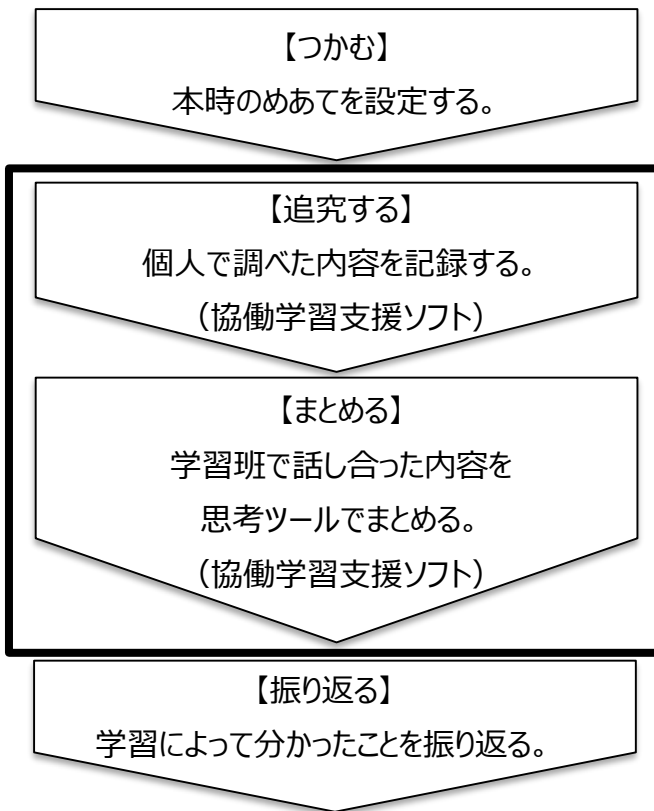 【つかむ】
本時のめあてを設定する。
【追究する】
個人で調べた内容を記録する。
（協働学習支援ソフト）
【まとめる】
学習班で話し合った内容を
思考ツールでまとめる。
（協働学習支援ソフト）
【振り返る】
学習によって分かったことを振り返る。